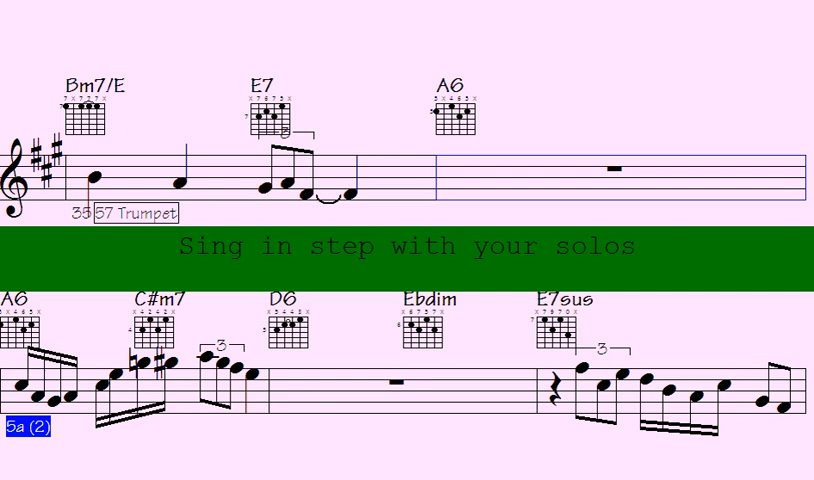 Bm7/E E7 A6
3
35 57 Trumpet
Sing in step with your solos
A6 C#m7 D6 Ebdim E7sus
3 3
5a (2)